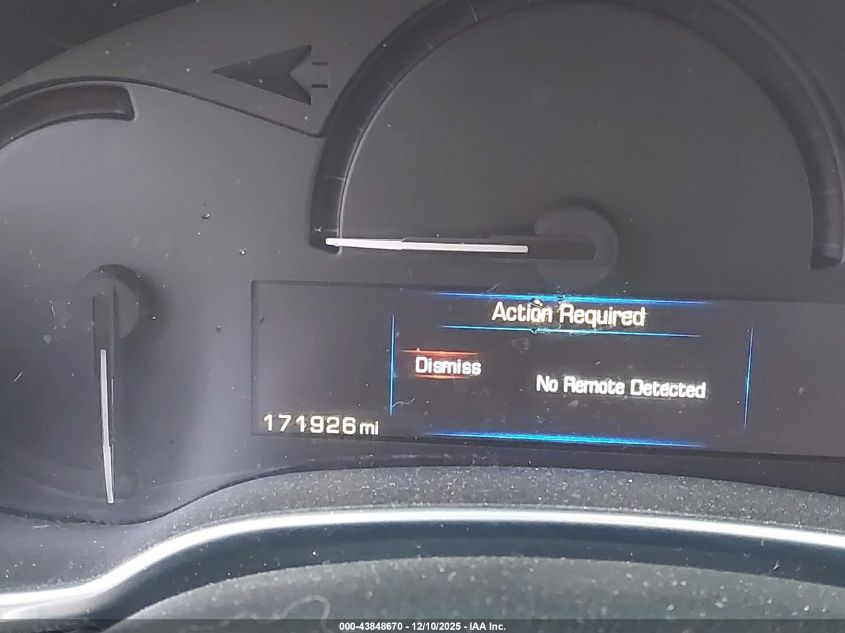 Action Required
Dismiss
No Remote Detected
171926 mi
000-43848670 - 12/10/2025 - IAA Inc.